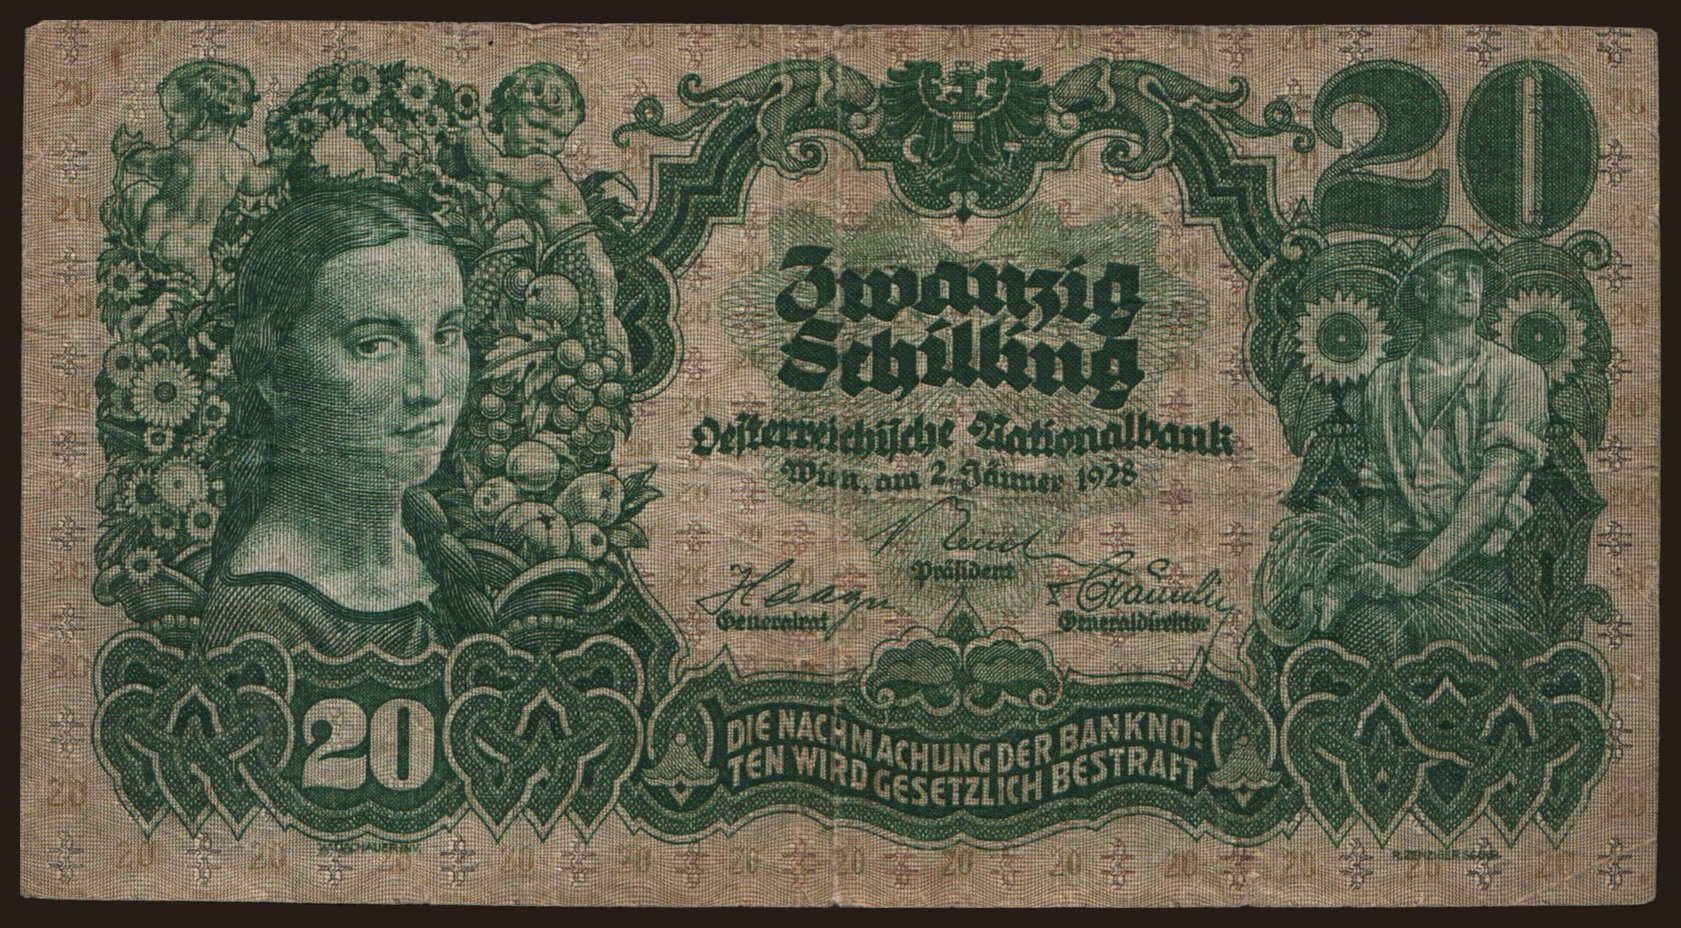 20
Zwanzig
Schilling
Oesterreichische Nationalbank
Wien, am 2. Jänner 1928
Präsident
Generalrat
Generaldirektor
20
DIE NACHMACHUNG DER BANKNO=
TEN WIRD GESETZLICH BESTRAFT